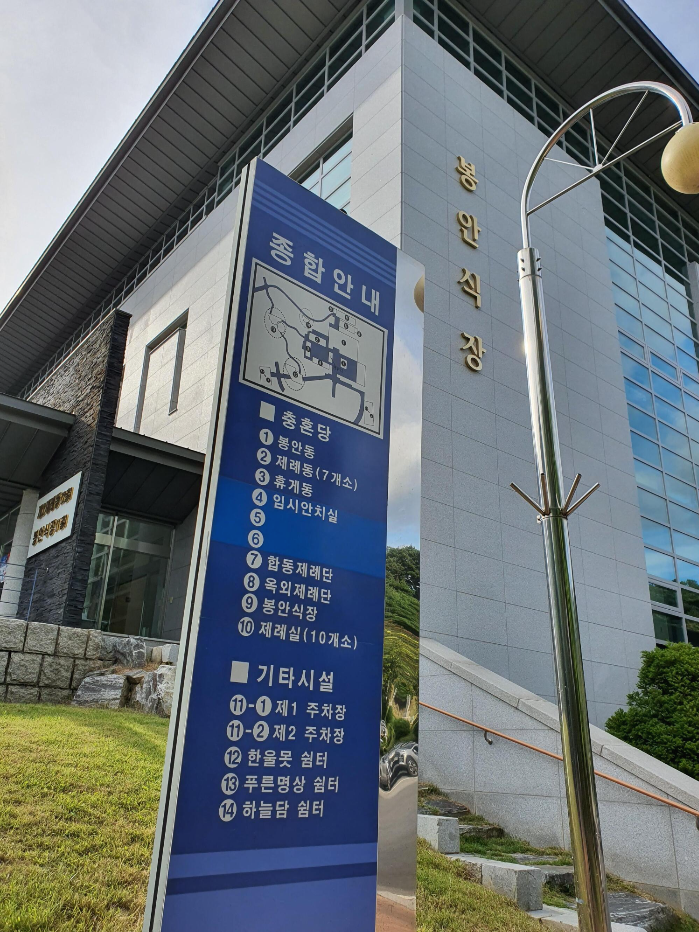 종합안내
■ 충혼당
① 봉안동
② 제례동(7개소)
③ 휴게동
④ 임시안치실
⑤
⑥
⑦ 합동제례단
⑧ 옥외제례단
⑨ 봉안식장
⑩ 제례실(10개소)
■ 기타시설
⑪-① 제1 주차장
⑪-② 제2 주차장
⑫ 한울못 쉼터
⑬ 푸른명상 쉼터
⑭ 하늘담 쉼터
봉안식장